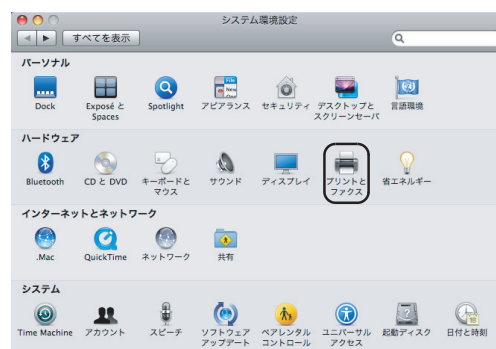 システム環境設定
すべてを表示
パーソナル
Dock
Exposé と
Spaces
Spotlight
アピアランス
セキュリティ
デスクトップと
スクリーンセーバ
言語環境
ハードウェア
Bluetooth
CD と DVD
キーボードと
マウス
サウンド
ディスプレイ
プリントと
ファクス
省エネルギー
インターネットとネットワーク
.Mac
QuickTime
ネットワーク
共有
システム
Time Machine
アカウント
スピーチ
ソフトウェア
アップデート
ペアレンタル
コントロール
ユニバーサル
アクセス
起動ディスク
日付と時刻